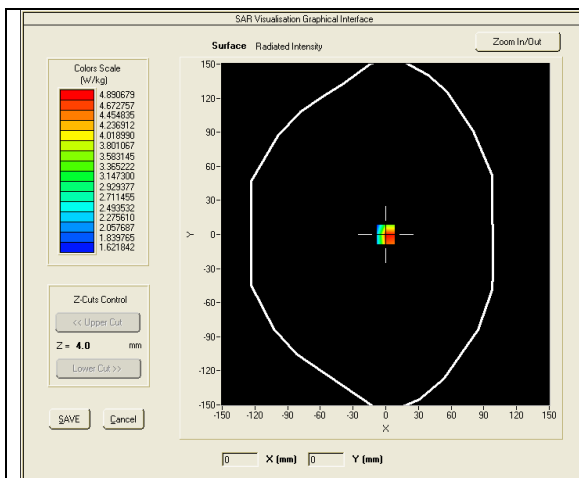 SAR Visualisation Graphical Interface
Surface Radiated Intensity
Zoom In/Out
Colors Scale
(W/kg)
4.890679
4.672757
4.454835
4.236912
4.018990
3.801067
3.583145
3.365222
3.147300
2.929377
2.711455
2.493532
2.275610
2.057687
1.839765
1.621842
Z-Cuts Control
<< Upper Cut
Z = 4.0 mm
Lower Cut >>
SAVE Cancel
150
120
90
60
30
0
-30
-60
-90
-120
-150
Y
-150 -120 -90 -60 -30 0 30 60 90 120 150
X
0 X (mm) 0 Y (mm)